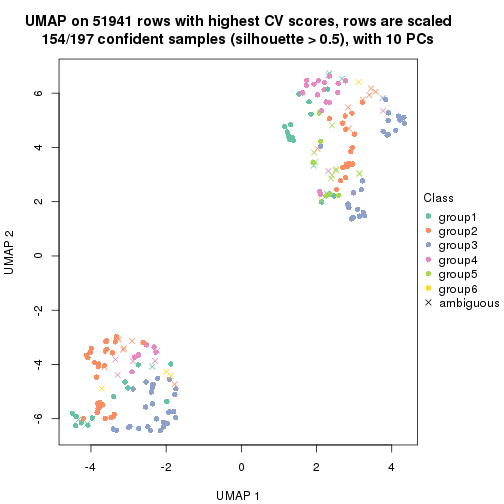 UMAP on 51941 rows with highest CV scores, rows are scaled
154/197 confident samples (silhouette > 0.5), with 10 PCs
6
4
2
0
-2
-4
-6
UMAP 2
-4
-2
0
2
4
UMAP 1
Class
group1
group2
group3
group4
group5
group6
ambiguous